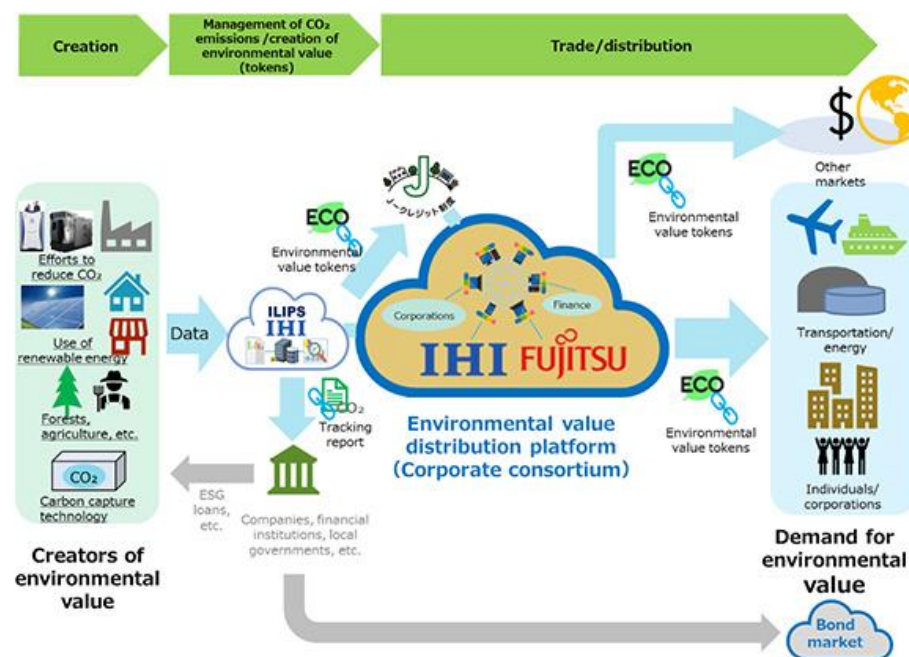 Creation
Management of CO₂
emissions /creation of
environmental value
(tokens)
Trade/distribution
$
Other
markets
J
Jークレジット制度
ECO
Environmental
value tokens
ECO
Environmental
value tokens
Efforts to
reduce CO₂
Use of
renewable energy
Forests,
agriculture, etc.
CO₂
Carbon capture
technology
Creators of
environmental
value
Data
ILIPS
IHI
CO₂
Tracking
report
ESG
loans,
etc.
Companies, financial
institutions, local
governments, etc.
Corporations
Finance
IHI FUJITSU
Environmental value
distribution platform
(Corporate consortium)
ECO
Environmental
value tokens
Transportation/
energy
Individuals/
corporations
Demand for
environmental
value
Bond
market